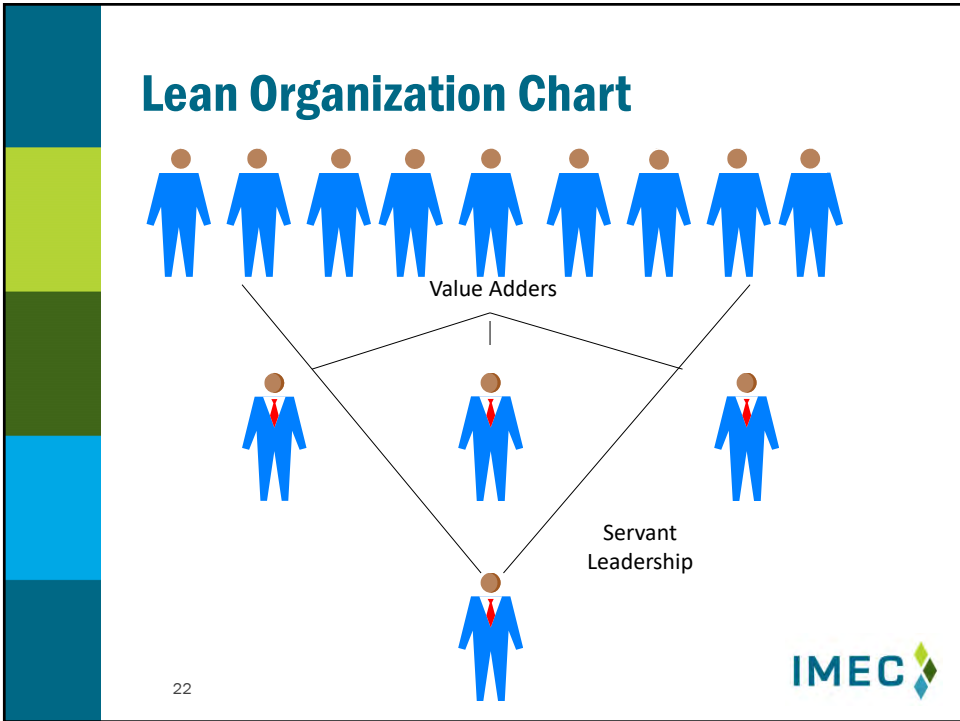 Lean Organization Chart
Value Adders
Servant
Leadership
22
IMEC